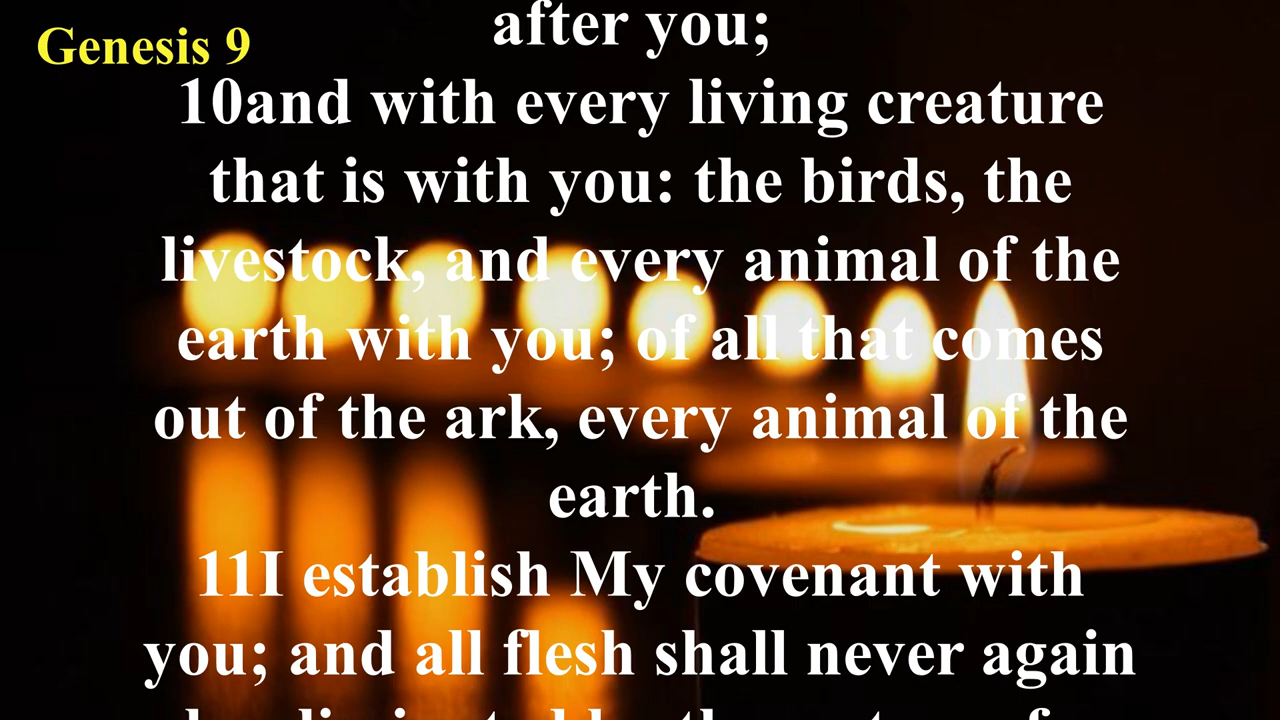 Genesis 9
after you;
10and with every living creature
that is with you: the birds, the
livestock, and every animal of the
earth with you; of all that comes
out of the ark, every animal of the
earth.
11I establish My covenant with
you; and all flesh shall never again